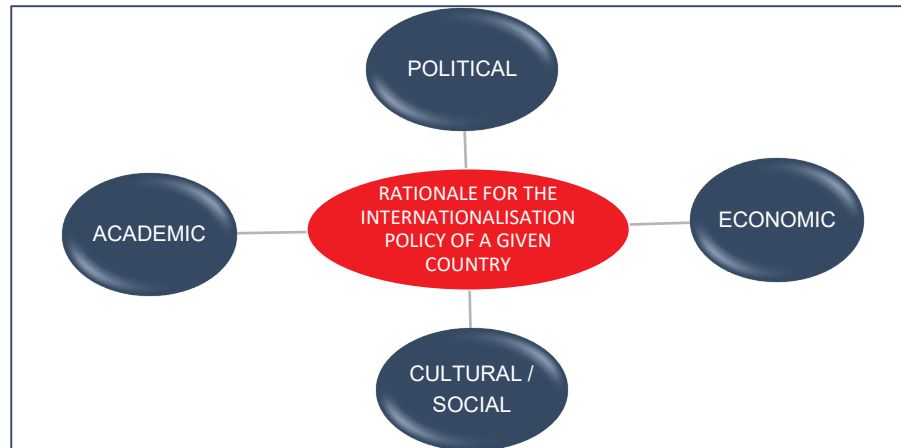 POLITICAL
RATIONALE FOR THE
INTERNATIONALISATION
POLICY OF A GIVEN
COUNTRY
ACADEMIC
ECONOMIC
CULTURAL /
SOCIAL